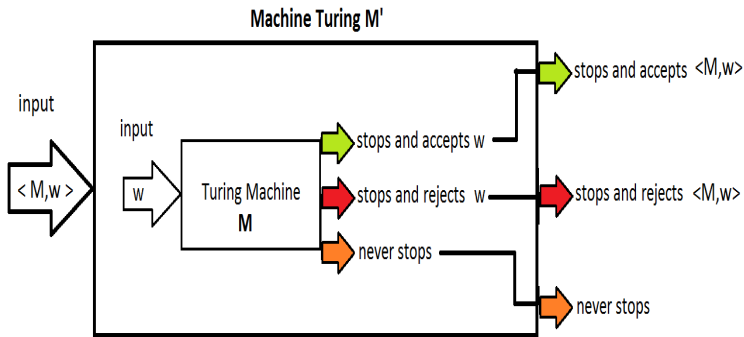 Machine Turing M'
input
< M,w >
input
w
Turing Machine
M
stops and accepts w
stops and rejects w
never stops
stops and accepts <M,w>
stops and rejects <M,w>
never stops